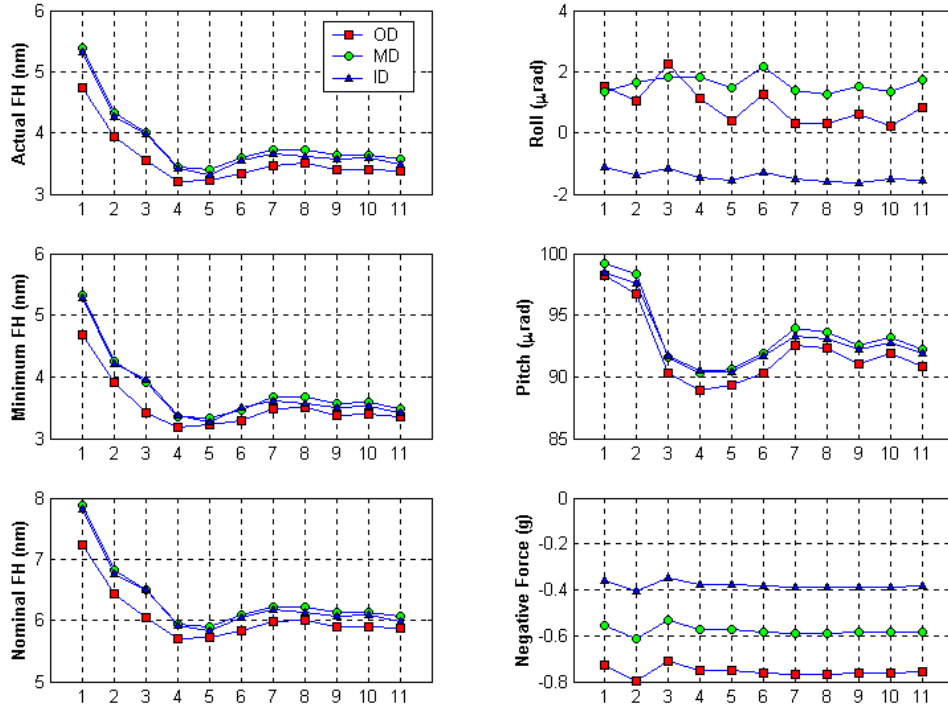 Actual FH (nm)
6
5
4
3
OD
MD
ID
1 2 3 4 5 6 7 8 9 10 11
Roll (μrad)
4
2
0
-2
1 2 3 4 5 6 7 8 9 10 11
Minimum FH (nm)
6
5
4
3
1 2 3 4 5 6 7 8 9 10 11
Pitch (μrad)
100
95
90
85
1 2 3 4 5 6 7 8 9 10 11
Nominal FH (nm)
8
7
6
5
1 2 3 4 5 6 7 8 9 10 11
Negative Force (g)
0
-0.2
-0.4
-0.6
-0.8
1 2 3 4 5 6 7 8 9 10 11